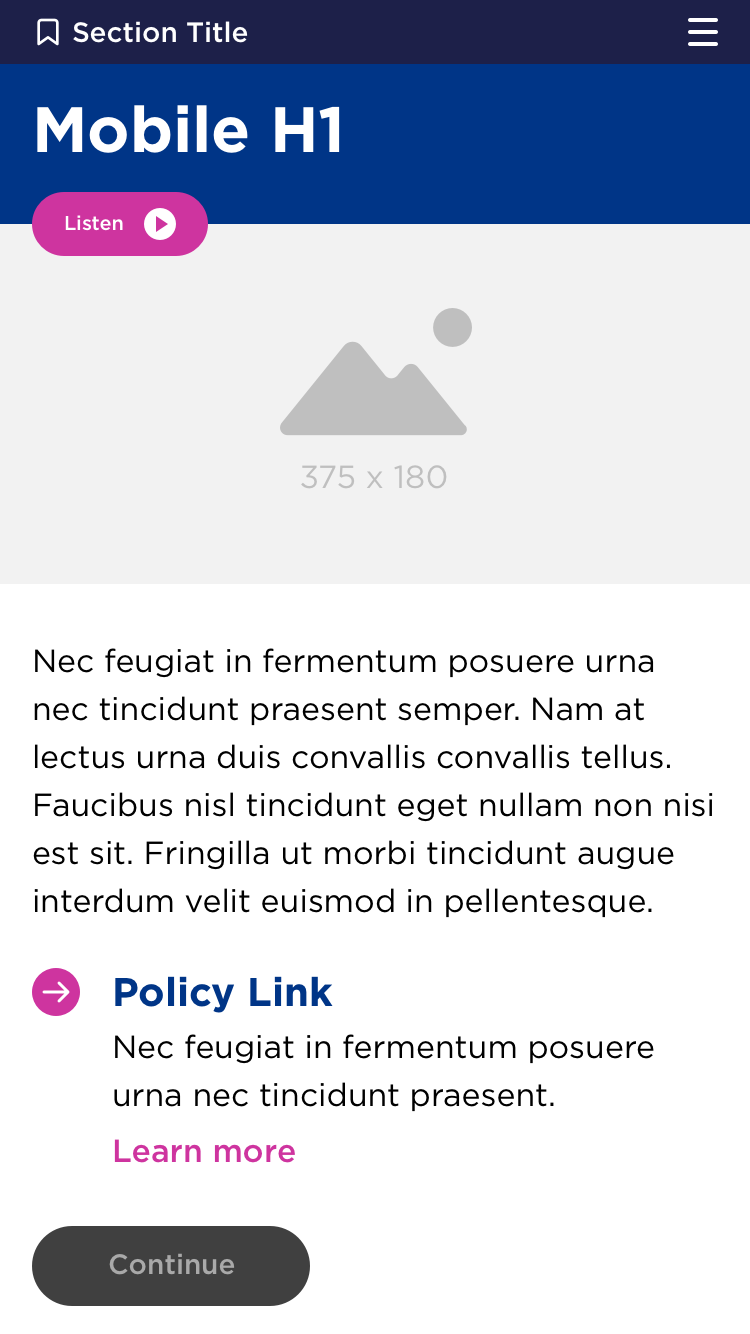 Section Title
Mobile H1
Listen
375 x 180
Nec feugiat in fermentum posuere urna
nec tincidunt praesent semper. Nam at
lectus urna duis convallis convallis tellus.
Faucibus nisl tincidunt eget nullam non nisi
est sit. Fringilla ut morbi tincidunt augue
interdum velit euismod in pellentesque.
Policy Link
Nec feugiat in fermentum posuere
urna nec tincidunt praesent.
Learn more
Continue